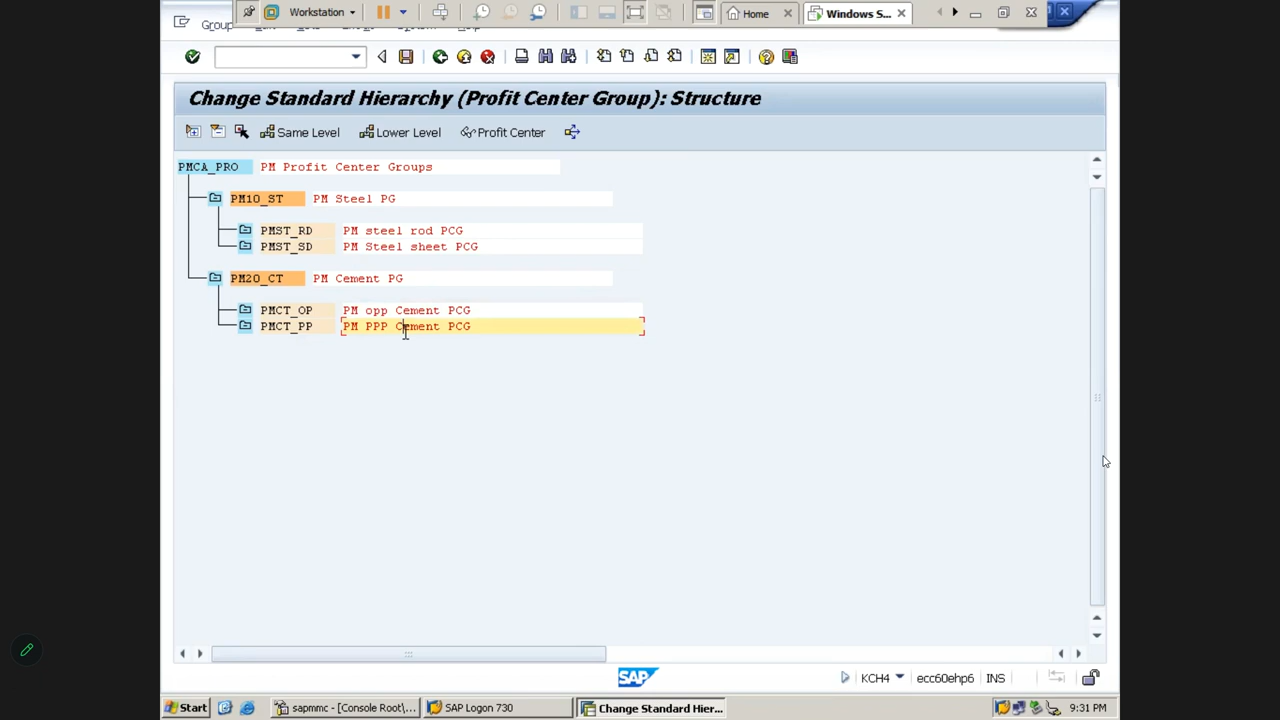 Workstation
Home
Windows S...
Group
Change Standard Hierarchy (Profit Center Group): Structure
Same Level
Lower Level
Profit Center
PMCA_PRO PM Profit Center Groups
PM10_ST PM Steel PG
PMST_RD PM steel rod PCG
PMST_SD PM Steel sheet PCG
PM20_CT PM Cement PG
PMCT_OP PM opp Cement PCG
PMCT_PP PM PPP Cement PCG
SAP
KCH4
ecc60ehp6
INS
Start
sapmmc - [Console Root\...
SAP Logon 730
Change Standard Hier...
9:31 PM